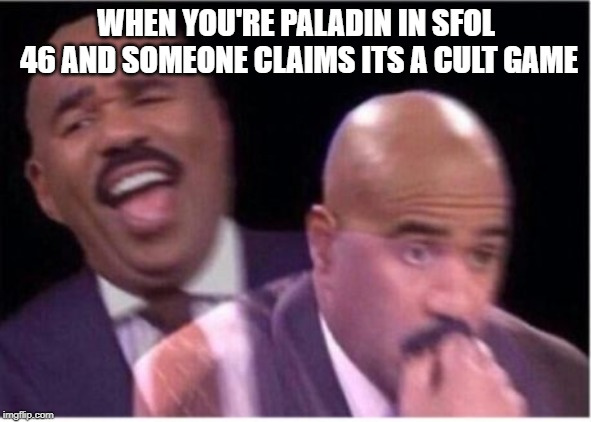 WHEN YOU'RE PALADIN IN SFOL
46 AND SOMEONE CLAIMS ITS A CULT GAME
imgflip.com